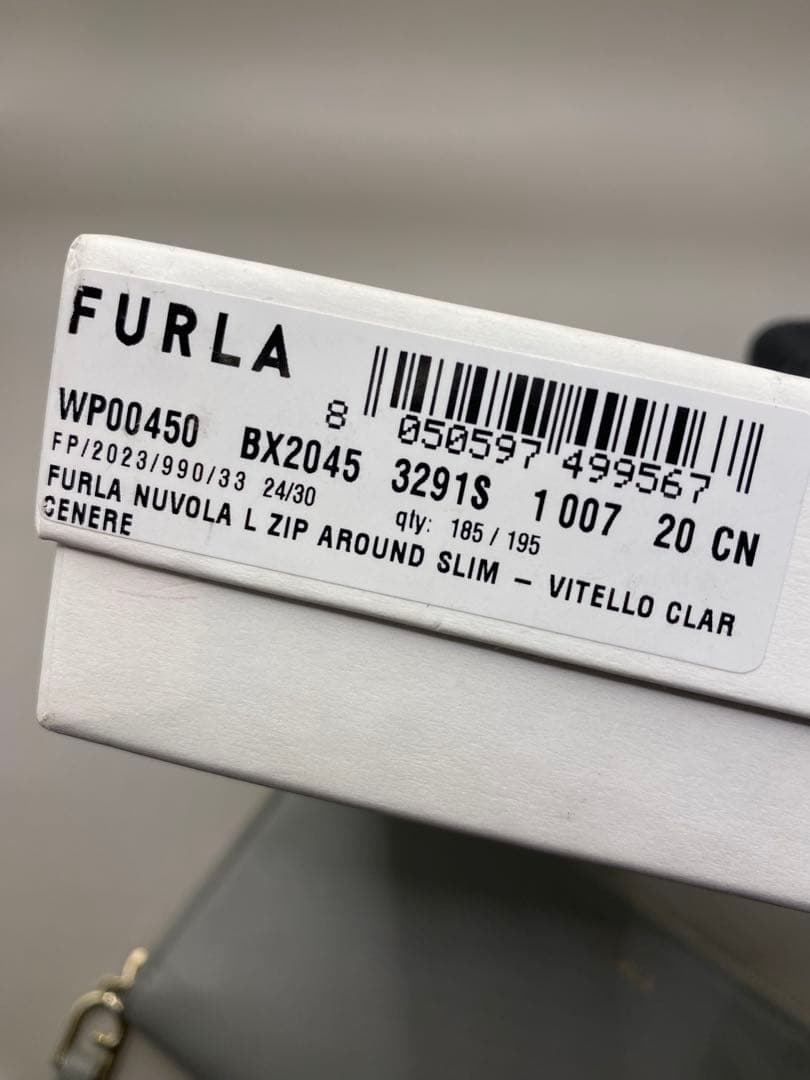 FURLA
8 050597 499567
WP00450 BX2045 3291S 1 007 20 CN
FP/2023/990/33 24/30 qty: 185 / 195
FURLA NUVOLA L ZIP AROUND SLIM – VITELLO CLAR
CENERE